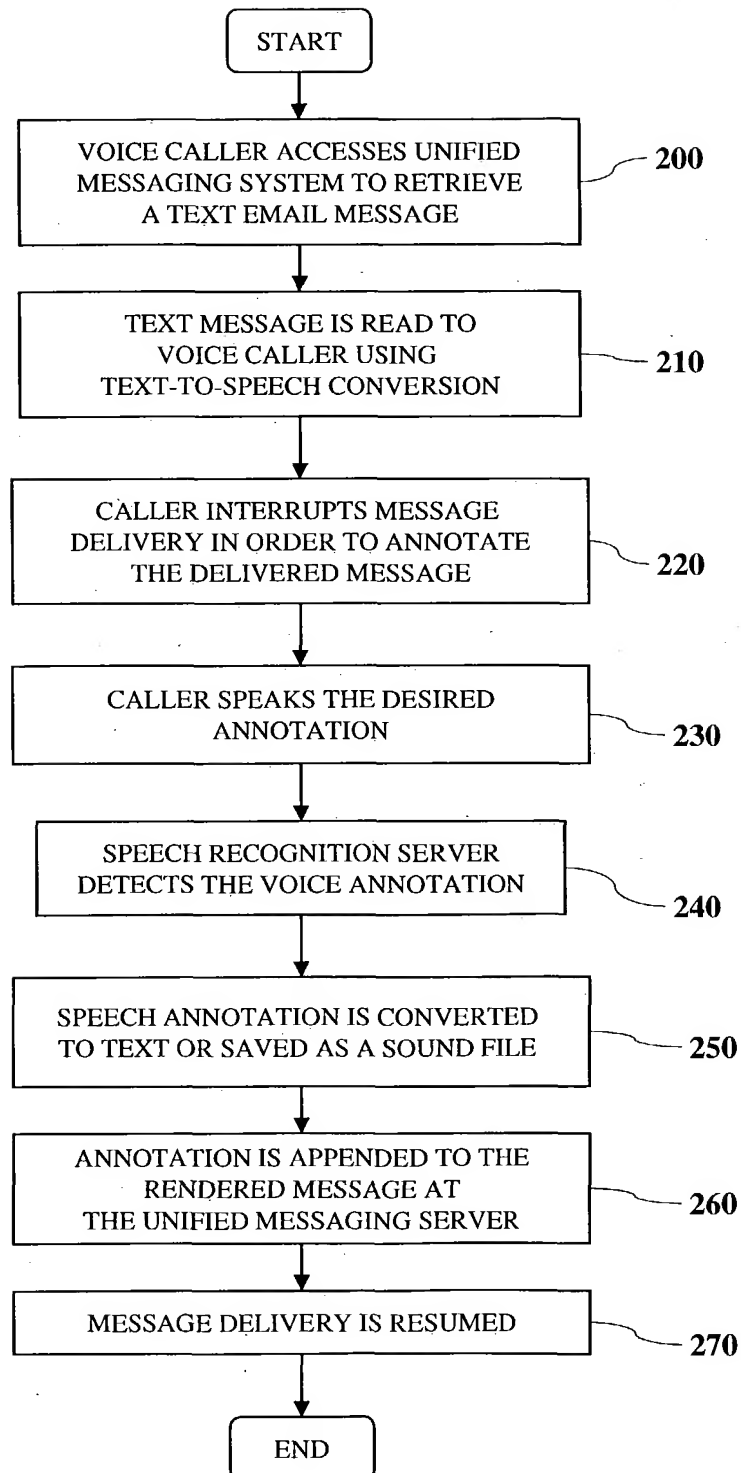 START
VOICE CALLER ACCESSES UNIFIED
MESSAGING SYSTEM TO RETRIEVE
A TEXT EMAIL MESSAGE
200
TEXT MESSAGE IS READ TO
VOICE CALLER USING
TEXT-TO-SPEECH CONVERSION
210
CALLER INTERRUPTS MESSAGE
DELIVERY IN ORDER TO ANNOTATE
THE DELIVERED MESSAGE
220
CALLER SPEAKS THE DESIRED
ANNOTATION
230
SPEECH RECOGNITION SERVER
DETECTS THE VOICE ANNOTATION
240
SPEECH ANNOTATION IS CONVERTED
TO TEXT OR SAVED AS A SOUND FILE
250
ANNOTATION IS APPENDED TO THE
RENDERED MESSAGE AT
THE UNIFIED MESSAGING SERVER
260
MESSAGE DELIVERY IS RESUMED
270
END